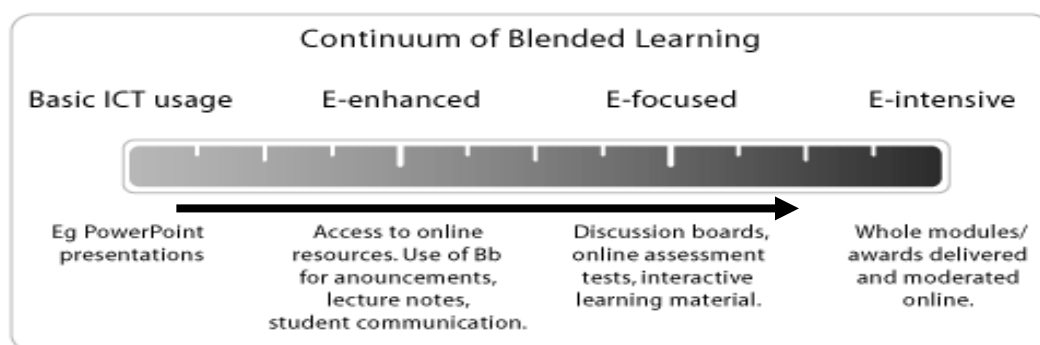 Continuum of Blended Learning
Basic ICT usage
E-enhanced
E-focused
E-intensive
Eg PowerPoint
presentations
Access to online
resources. Use of Bb
for anouncements,
lecture notes,
student communication.
Discussion boards,
online assessment
tests, interactive
learning material.
Whole modules/
awards delivered
and moderated
online.